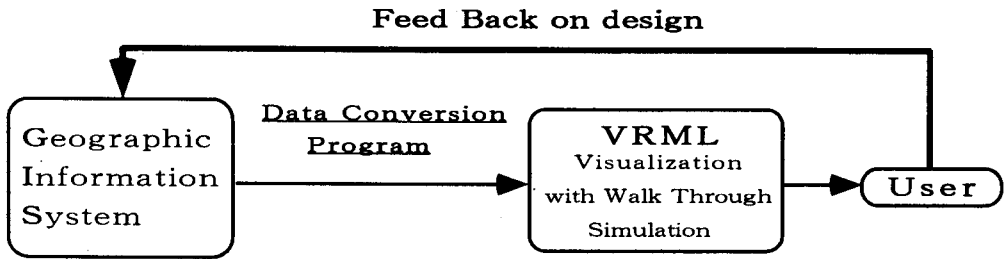 Feed Back on design
Geographic
Information
System
Data Conversion
Program
VRML
Visualization
with Walk Through
Simulation
User